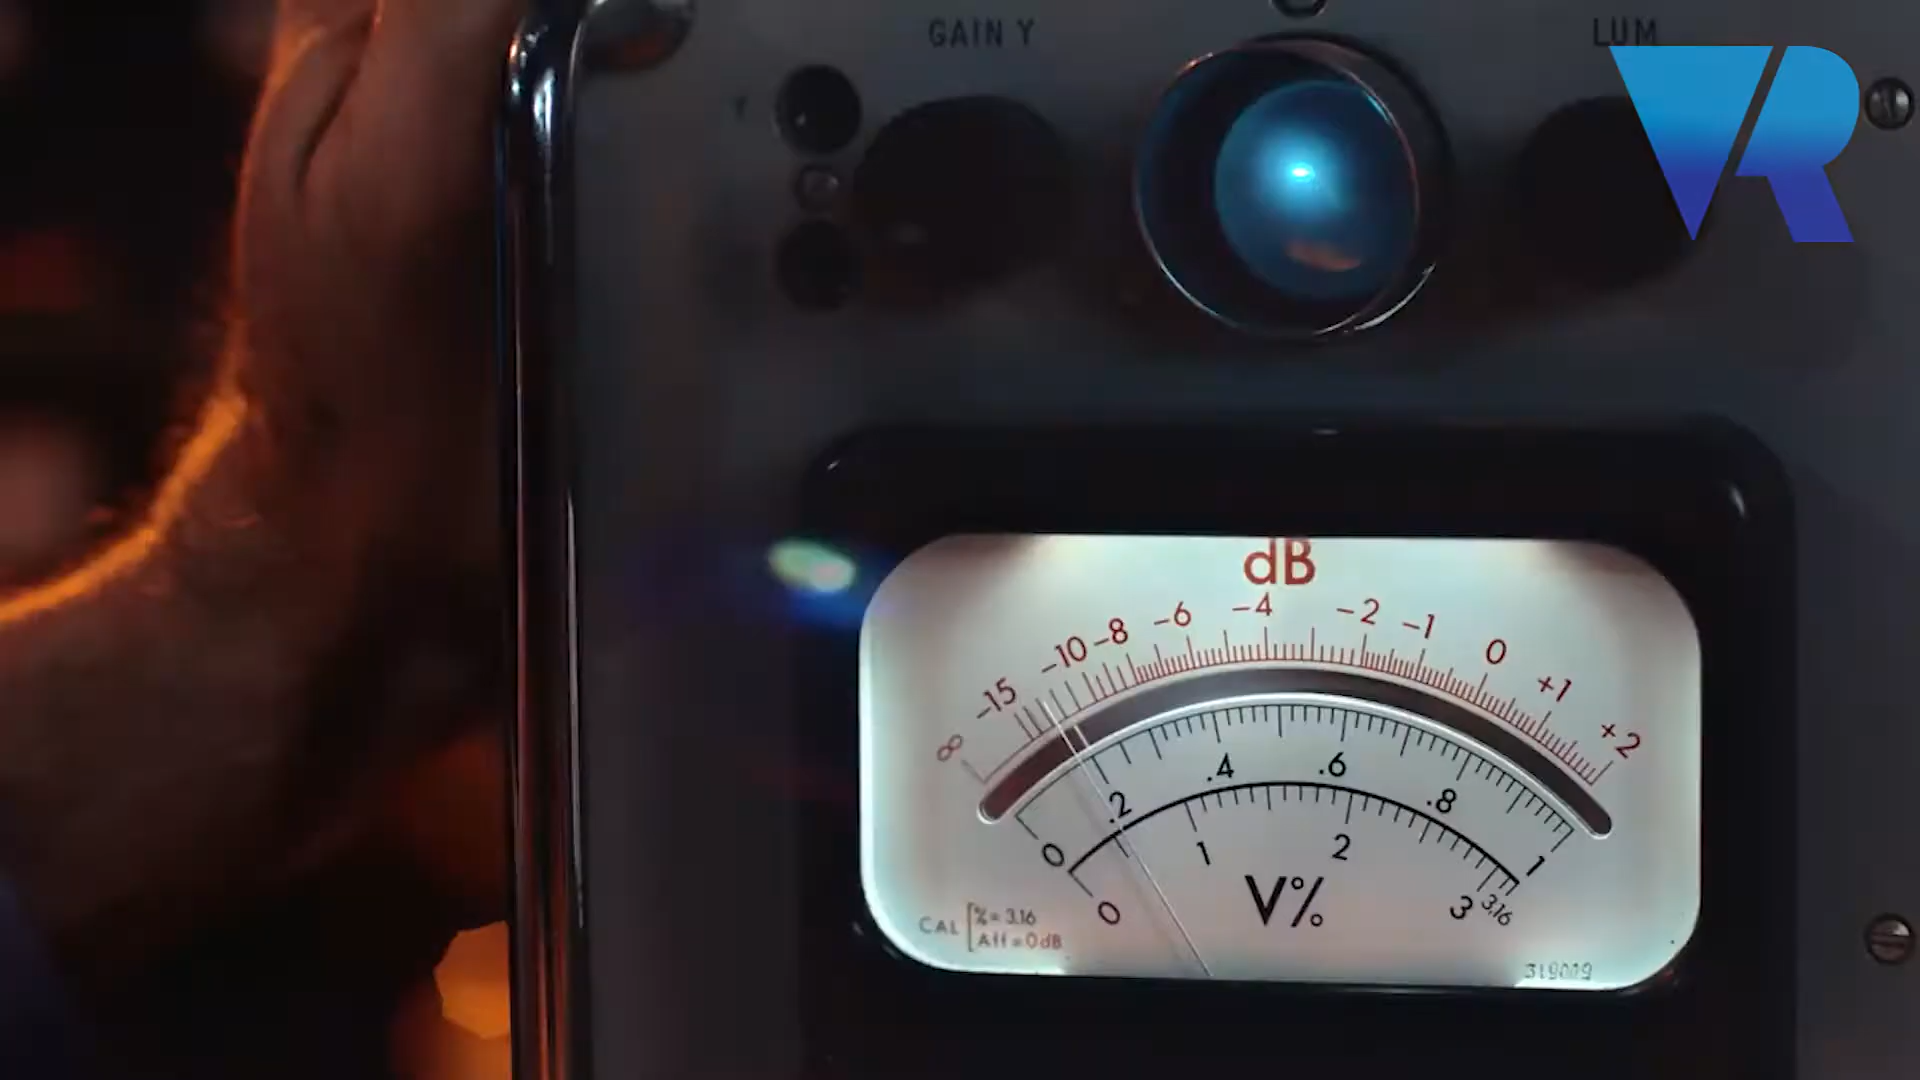 GAIN Y
LUM
VR
dB
∞ -15 -10 -8 -6 -4 -2 -1 0 +1 +2
0 .2 .4 .6 .8 1
0 1 2 3 3,16
V%
CAL [% = 3.16
Att = 0dB
319009